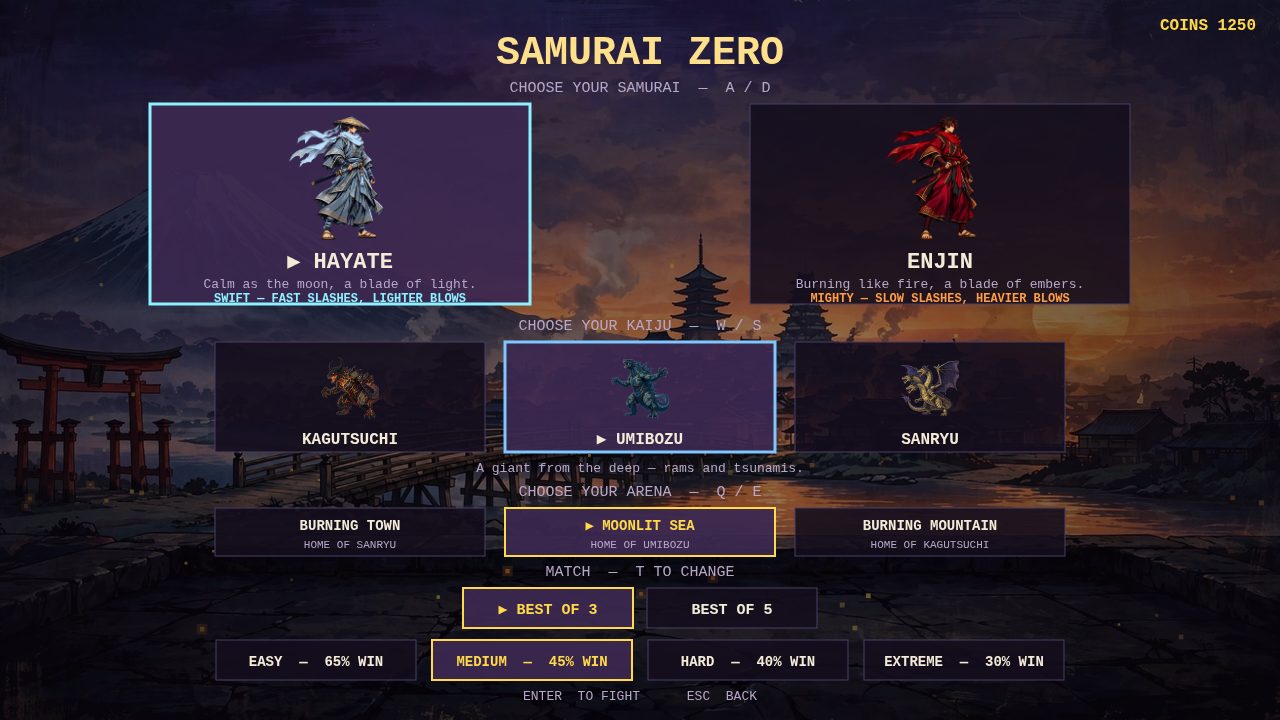 COINS 1250
SAMURAI ZERO
CHOOSE YOUR SAMURAI — A / D
▶ HAYATE
Calm as the moon, a blade of light.
SWIFT — FAST SLASHES, LIGHTER BLOWS
ENJIN
Burning like fire, a blade of embers.
MIGHTY — SLOW SLASHES, HEAVIER BLOWS
CHOOSE YOUR KAIJU — W / S
KAGUTSUCHI
▶ UMIBOZU
SANRYU
A giant from the deep — rams and tsunamis.
CHOOSE YOUR ARENA — Q / E
BURNING TOWN
HOME OF SANRYU
▶ MOONLIT SEA
HOME OF UMIBOZU
BURNING MOUNTAIN
HOME OF KAGUTSUCHI
MATCH — T TO CHANGE
▶ BEST OF 3
BEST OF 5
EASY — 65% WIN
MEDIUM — 45% WIN
HARD — 40% WIN
EXTREME — 30% WIN
ENTER TO FIGHT ESC BACK